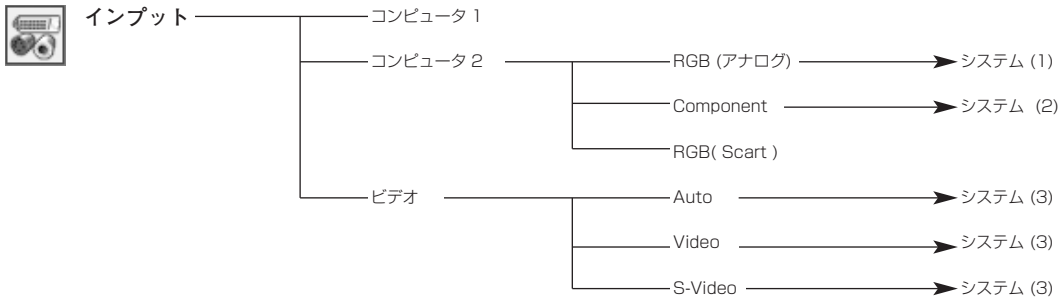 インプット
コンピュータ 1
コンピュータ 2
RGB (アナログ)
システム (1)
Component
システム (2)
RGB( Scart )
ビデオ
Auto
システム (3)
Video
システム (3)
S-Video
システム (3)